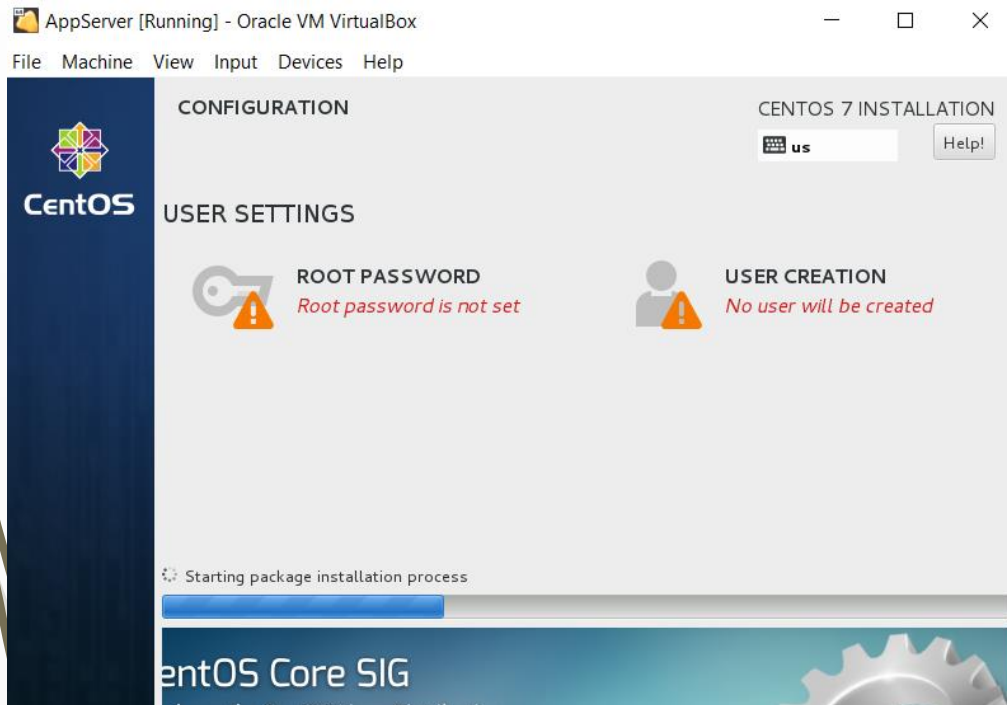 AppServer [Running] - Oracle VM VirtualBox
File Machine View Input Devices Help
CONFIGURATION
CENTOS 7 INSTALLATION
us
Help!
CentOS
USER SETTINGS
ROOT PASSWORD
Root password is not set
USER CREATION
No user will be created
Starting package installation process
entOS Core SIG